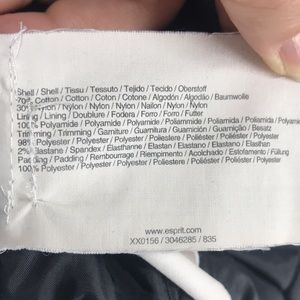 Shell / Shell / Tissu / Tessuto / Tejido / Tecido / Oberstoff
70% Cotton / Cotton / Coton / Cotone / Algodón / Algodão / Baumwolle
30% Nylon / Nylon / Nylon / Nylon / Nailon / Nylon / Nylon
Lining / Lining / Doublure / Fodera / Forro / Forro / Futter
100% Polyamide / Polyamide / Polyamide / Poliammide / Poliamida / Poliamida / Polyamid
Trimming / Trimming / Garniture / Guarnitura / Guarnición / Guarnição / Besatz
98% Polyester / Polyester / Polyester / Poliestere / Poliéster / Poliéster / Polyester
2% Elastane / Spandex / Elasthanne / Elastan / Elastano / Elastano / Elasthan
Padding / Padding / Rembourrage / Riempimento / Acolchado / Estofamento / Füllung
100% Polyester / Polyester / Polyester / Poliestere / Poliéster / Poliéster / Polyester
www.esprit.com
XX0156 / 3046285 / 835